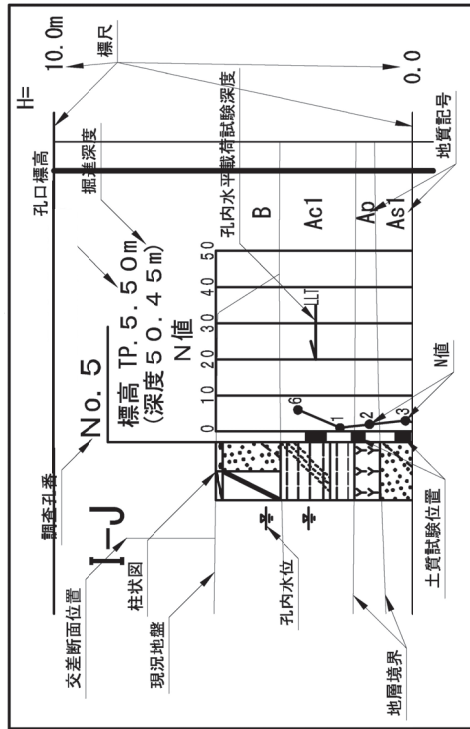 H=
10.0m
標尺
0.0
孔口標高
掘進深度
孔内水平載荷試験深度
地質記号
調査孔番
No. 5
標高 TP. 5. 50m
(深度50. 45m)
N値
0 10 20 30 40 50
B
Ac1
Ap
As1
LLT
6
1
2
3
N値
I-J
交差断面位置
柱状図
現況地盤
孔内水位
土質試験位置
地層境界